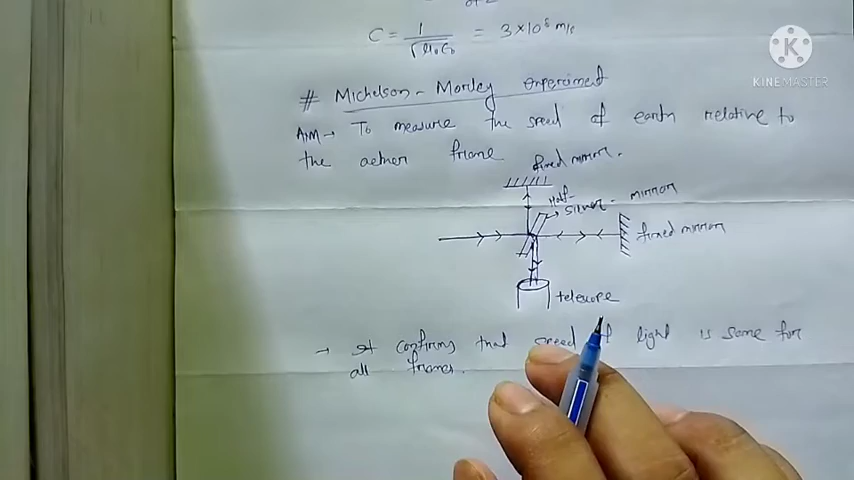 C = 1/√μ₀ε₀ = 3×10⁸ m/s
KINEMASTER
# Michelson - Morley experiment
AIM → To measure the speed of earth relative to
the aether frame
fixed mirror.
Half-
silver - mirror
fixed mirror
telescope
→ It confirms that speed of light is same for
all frames.